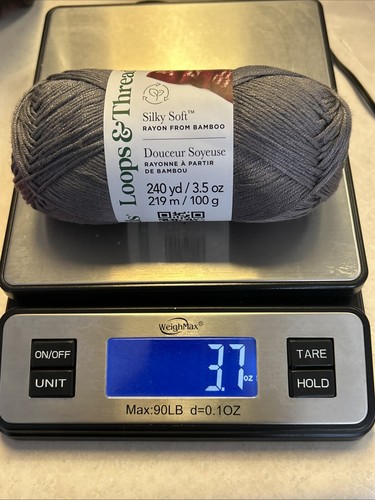 Loops & Threa
's
Silky Soft™
RAYON FROM BAMBOO
Douceur Soyeuse
RAYONNE À PARTIR
DE BAMBOU
240 yd / 3.5 oz
219 m / 100 g
WeighMax®
ON/OFF
UNIT
3.7 oz
TARE
HOLD
Max:90LB d=0.1OZ